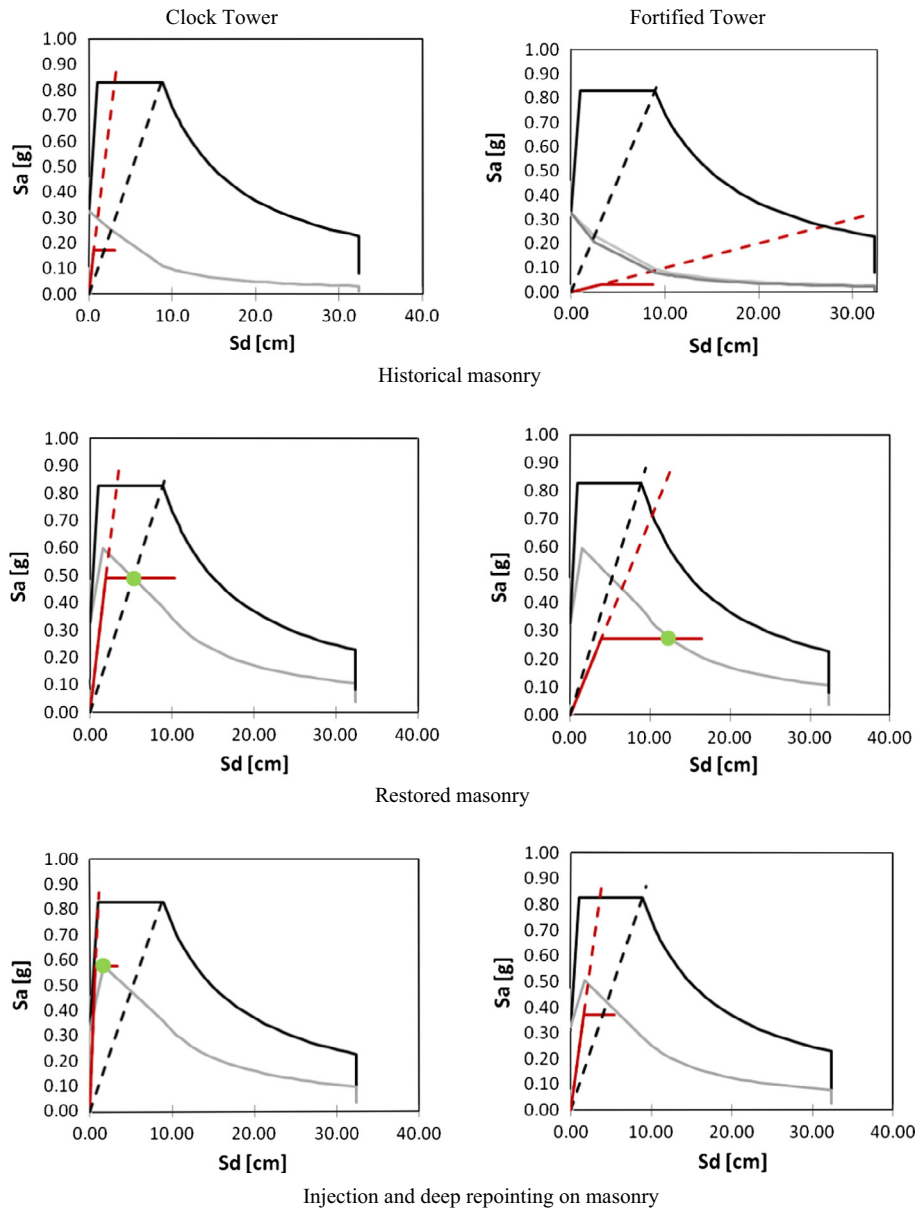 Clock Tower
Fortified Tower
1.00
0.90
0.80
0.70
0.60
0.50
0.40
0.30
0.20
0.10
0.00
Sa [g]
0.0 10.0 20.0 30.0 40.0
Sd [cm]
1.00
0.90
0.80
0.70
0.60
0.50
0.40
0.30
0.20
0.10
0.00
Sa [g]
0.00 10.00 20.00 30.00
Sd [cm]
Historical masonry
1.00
0.90
0.80
0.70
0.60
0.50
0.40
0.30
0.20
0.10
0.00
Sa [g]
0.00 10.00 20.00 30.00 40.00
Sd [cm]
1.00
0.90
0.80
0.70
0.60
0.50
0.40
0.30
0.20
0.10
0.00
Sa [g]
0.00 10.00 20.00 30.00 40.00
Sd [cm]
Restored masonry
1.00
0.90
0.80
0.70
0.60
0.50
0.40
0.30
0.20
0.10
0.00
Sa [g]
0.00 10.00 20.00 30.00 40.00
Sd [cm]
1.00
0.90
0.80
0.70
0.60
0.50
0.40
0.30
0.20
0.10
0.00
Sa [g]
0.00 10.00 20.00 30.00 40.00
Sd [cm]
Injection and deep repointing on masonry